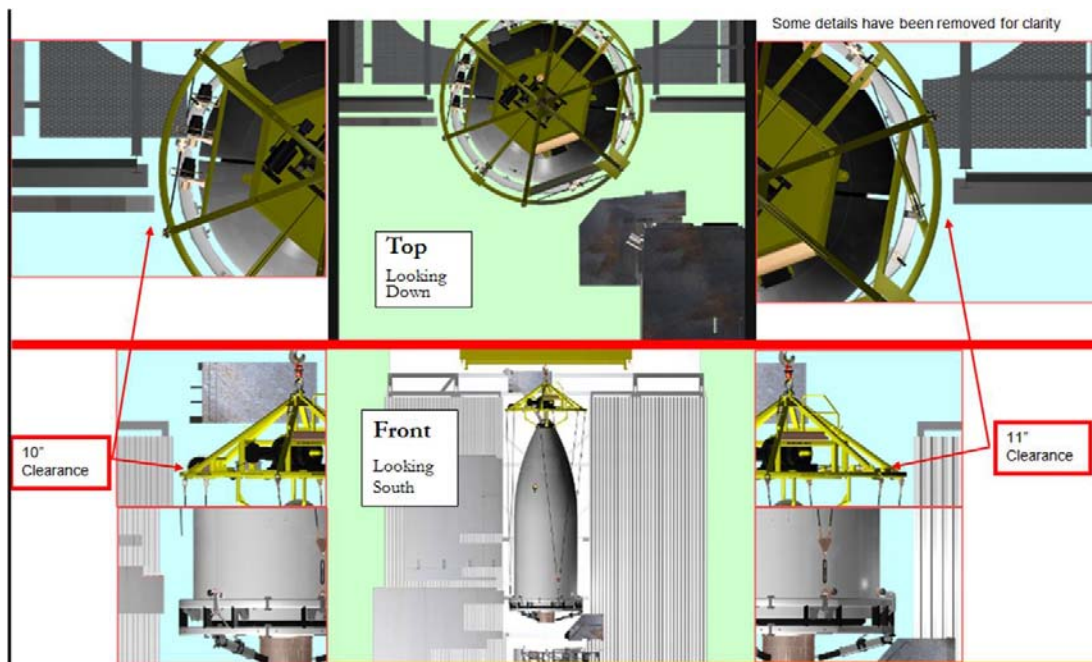 Some details have been removed for clarity
Top
Looking
Down
Front
Looking
South
10"
Clearance
11"
Clearance